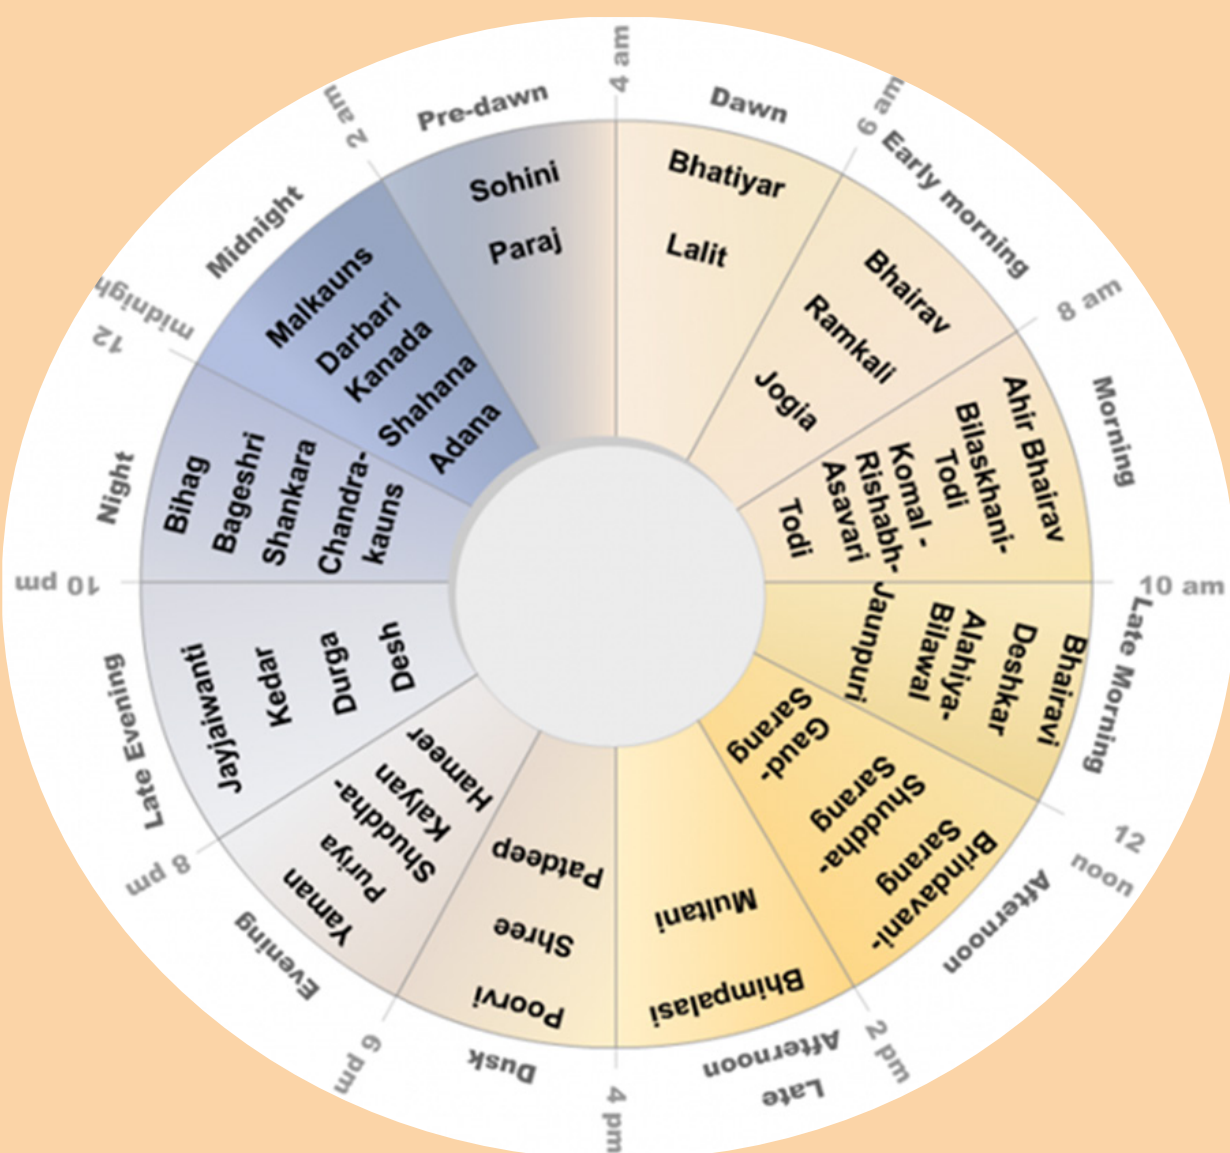 4 am
Dawn
Bhatiyar
Lalit
6 am
Early morning
Bhairav
Ramkali
Jogia
8 am
Morning
Ahir Bhairav
Bilaskhani-
Todi
Komal -
Rishabh-
Asavari
Todi
10 am
Late Morning
Bhairavi
Deshkar
Alahiya-
Bilawal
Jaunpuri
12
noon
Afternoon
Brindavani-
Sarang
Shuddha-
Sarang
Gaud-
Sarang
2 pm
Late
Afternoon
Bhimpalasi
Multani
4 pm
Dusk
Poorvi
Shree
Patdeep
6 pm
Evening
Yaman
Puriya
Shuddha-
Kalyan
Hameer
8 pm
Late Evening
Jayjaiwanti
Kedar
Durga
Desh
10 pm
Night
Bihag
Bageshri
Shankara
Chandra-
kauns
12
midnigh
Midnight
Malkauns
Darbari
Kanada
Shahana
Adana
2 am
Pre-dawn
Sohini
Paraj